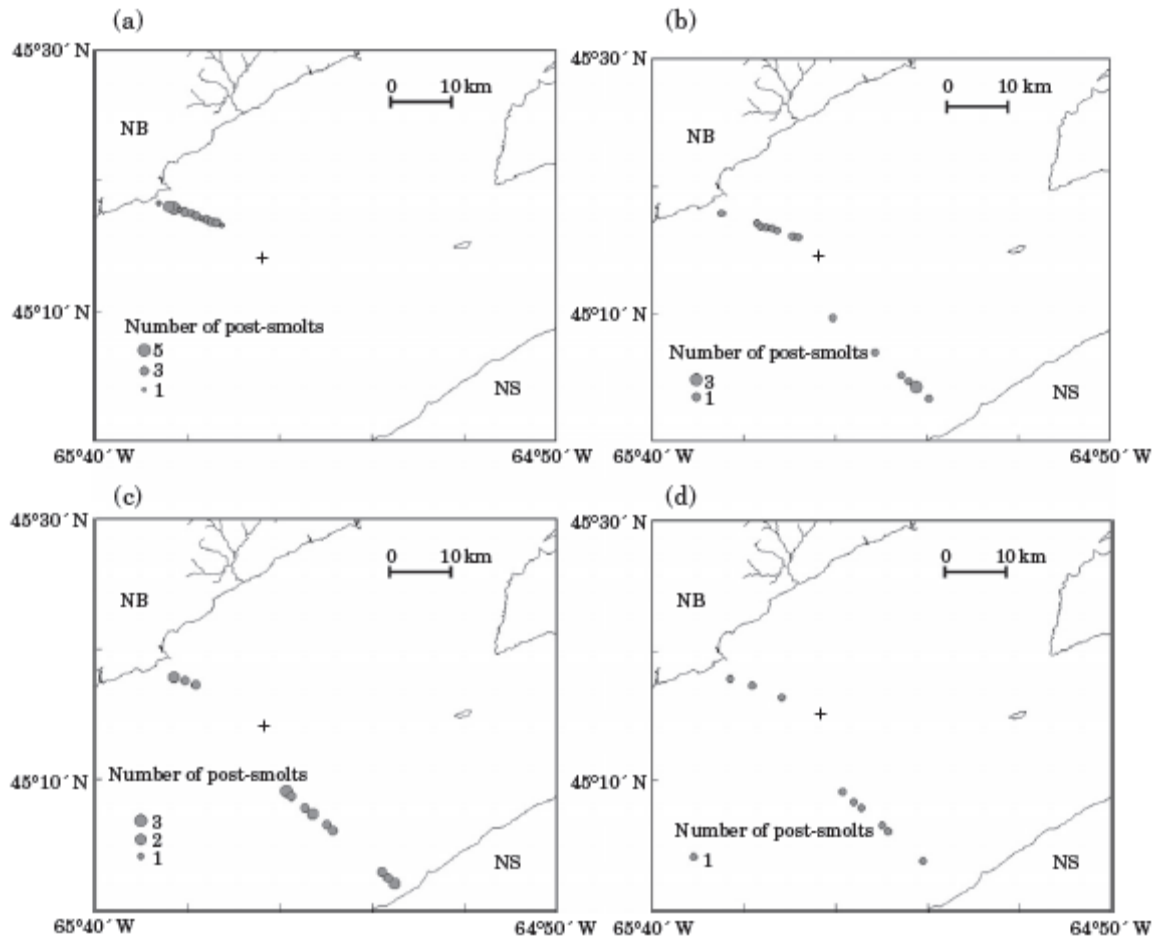 (a)
45°30´ N
0 10 km
NB
45°10´ N
Number of post-smolts
5
3
1
NS
65°40´ W 64°50´ W
(b)
45°30´ N
0 10 km
NB
45°10´ N
Number of post-smolts
3
1
NS
65°40´ W 64°50´ W
(c)
45°30´ N
0 10 km
NB
45°10´ N
Number of post-smolts
3
2
1
NS
65°40´ W 64°50´ W
(d)
45°30´ N
0 10 km
NB
45°10´ N
Number of post-smolts
1
NS
65°40´ W 64°50´ W